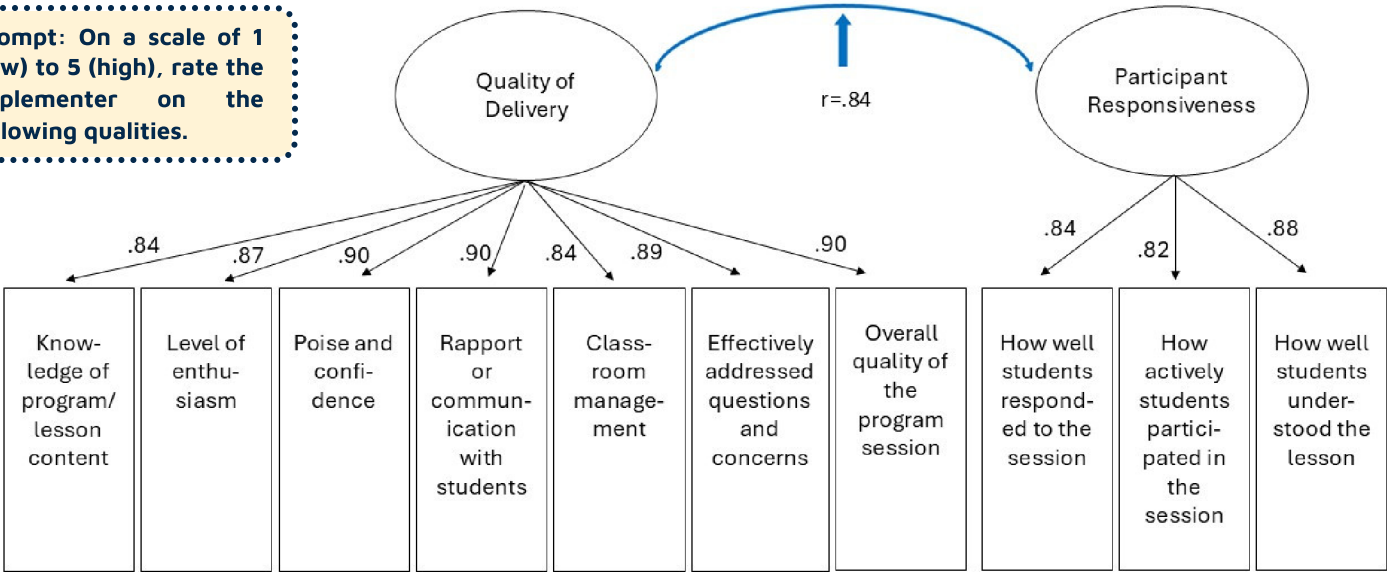 ompt: On a scale of 1
w) to 5 (high), rate the
plementer on the
lowing qualities.
Quality of
Delivery
r=.84
Participant
Responsiveness
.84
.87
.90
.90
.84
.89
.90
.84
.82
.88
Know-
ledge of
program/
lesson
content
Level of
enthu-
siasm
Poise and
confi-
dence
Rapport
or
commun-
ication
with
students
Class-
room
manage-
ment
Effectively
addressed
questions
and
concerns
Overall
quality of
the
program
session
How well
students
respond-
ed to the
session
How
actively
students
partici-
pated in
the
session
How well
students
under-
stood the
lesson